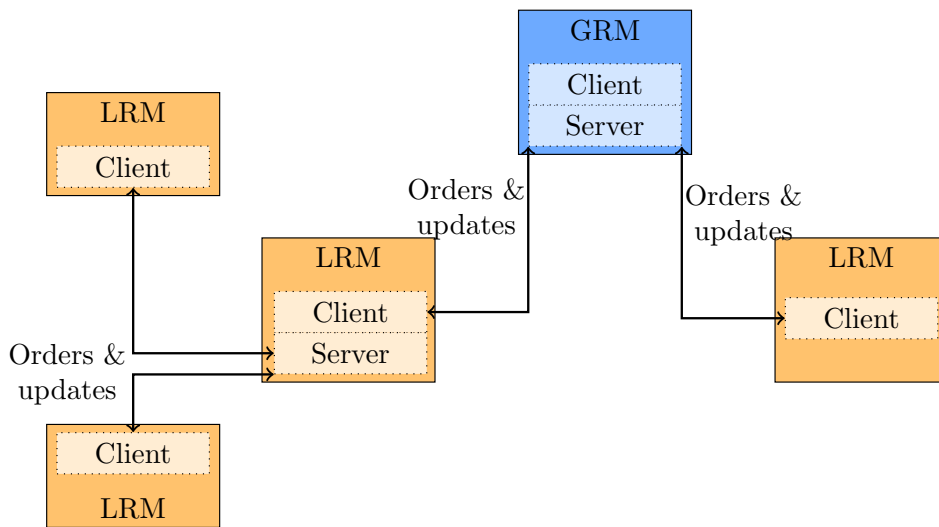 GRM
Client
Server
LRM
Client
Orders &
updates
Orders &
updates
LRM
Client
Server
LRM
Client
Orders &
updates
Client
LRM